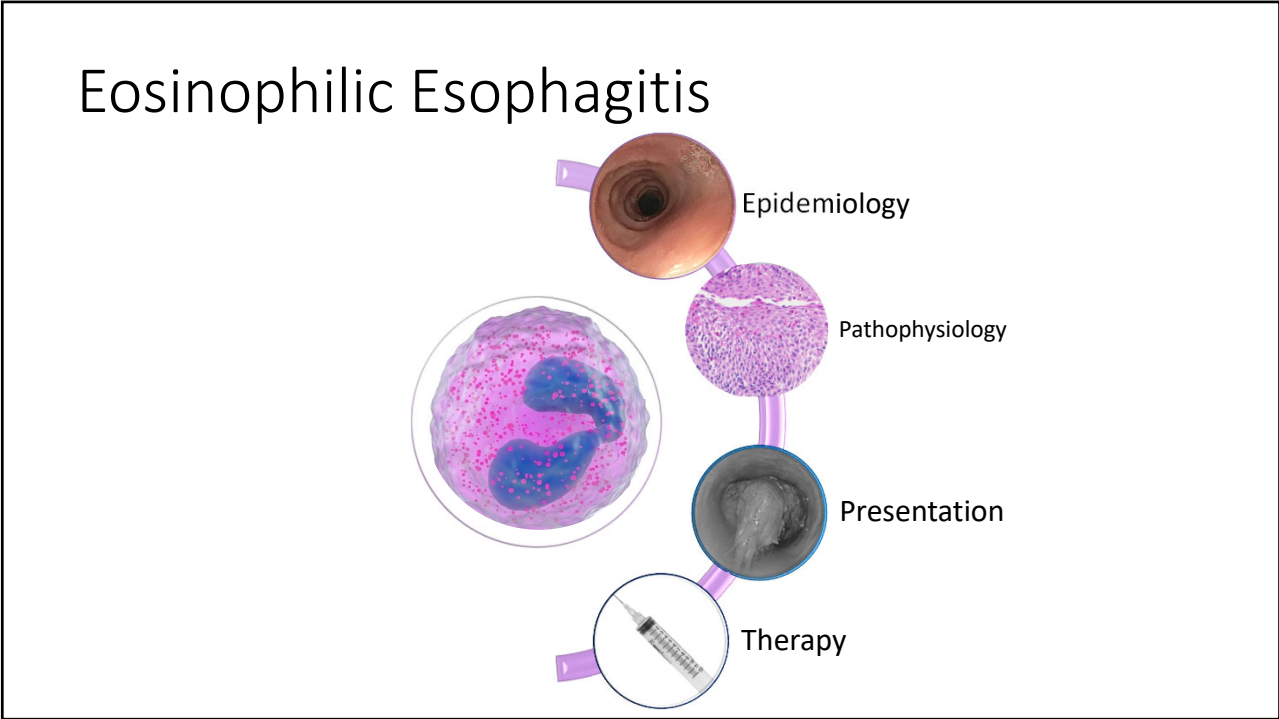 Eosinophilic Esophagitis
Epidemiology
Pathophysiology
Presentation
Therapy